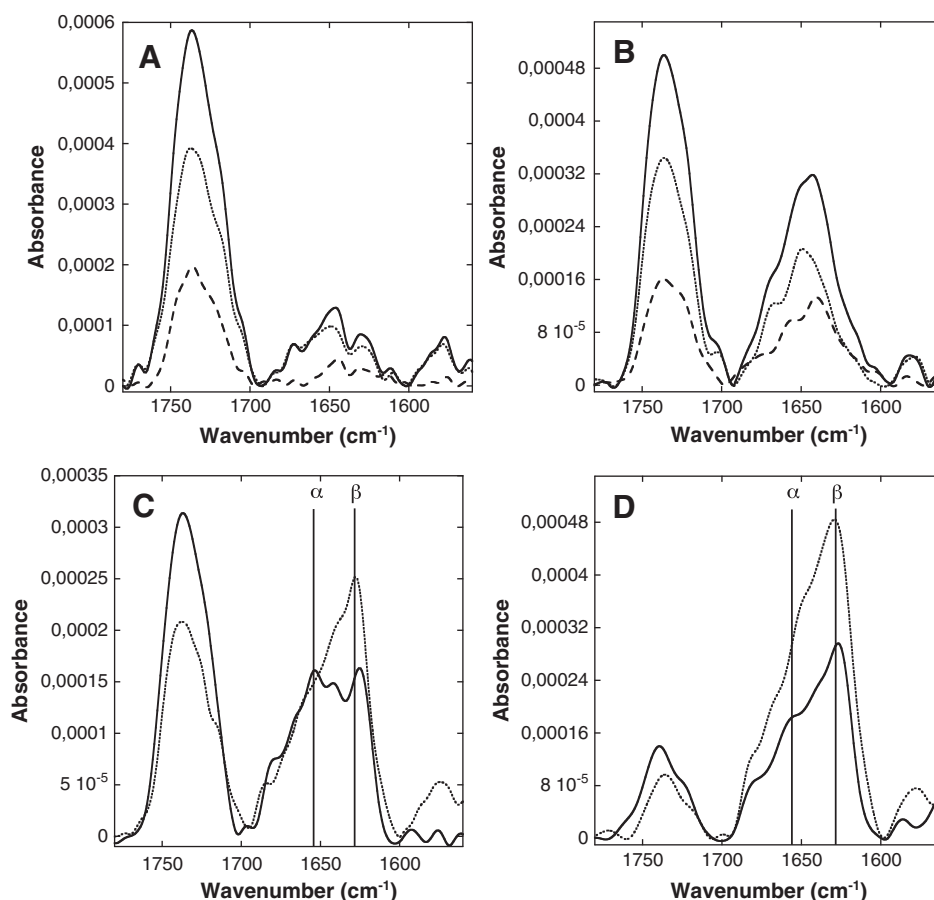 A
0,0006
0,0005
0,0004
0,0003
0,0002
0,0001
0
Absorbance
1750 1700 1650 1600
Wavenumber (cm-1)
B
0,00048
0,0004
0,00032
0,00024
0,00016
8 10-5
0
Absorbance
1750 1700 1650 1600
Wavenumber (cm-1)
C
α β
0,00035
0,0003
0,00025
0,0002
0,00015
0,0001
5 10-5
0
Absorbance
1750 1700 1650 1600
Wavenumber (cm-1)
D
α β
0,00048
0,0004
0,00032
0,00024
0,00016
8 10-5
0
Absorbance
1750 1700 1650 1600
Wavenumber (cm-1)